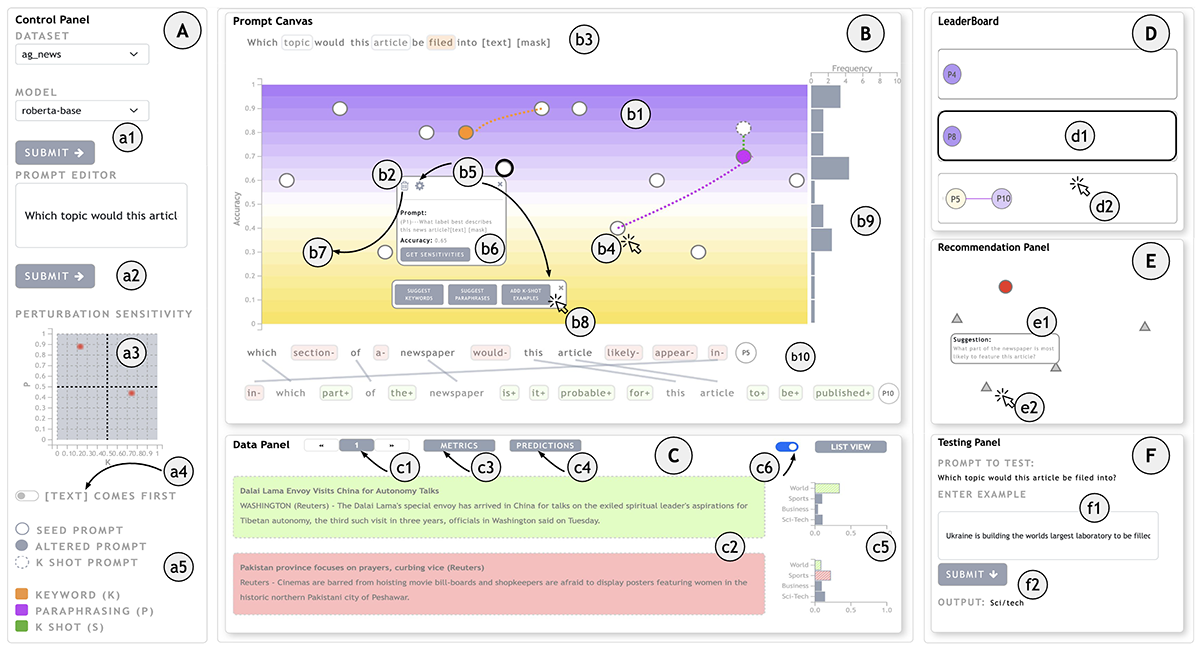 Control Panel
A
DATASET
ag_news
MODEL
roberta-base
a1
SUBMIT →
PROMPT EDITOR
Which topic would this articl
SUBMIT →
a2
PERTURBATION SENSITIVITY
1
0.9
0.8
0.7
0.6
0.5
0.4
0.3
0.2
0.1
0
P
a3
0 0.10.20.30.40.50.60.70.80.9 1
K
a4
[TEXT] COMES FIRST
SEED PROMPT
ALTERED PROMPT
K SHOT PROMPT
a5
KEYWORD (K)
PARAPHRASING (P)
K SHOT (S)
Prompt Canvas
B
Which topic would this article be filed into [text] [mask]
b3
Frequency
0 2 4 6 8 10
1
0.9
0.8
0.7
0.6
0.5
0.4
0.3
0.2
0.1
0
Accuracy
b1
b2
b5
×
Prompt:
(P1)--What label best describes
this news article?[text] [mask]
Accuracy: 0.65
GET SENSITIVITIES
b6
b7
b4
b9
SUGGEST KEYWORDS
SUGGEST PARAPHRASES
ADD K-SHOT EXAMPLES
×
b8
which section- of a- newspaper would- this article likely- appear- in- P5
b10
in- which part+ of the+ newspaper is+ it+ probable+ for+ this article to+ be+ published+ P10
Data Panel
1
METRICS
PREDICTIONS
C
LIST VIEW
c1
c3
c4
c6
Dalai Lama Envoy Visits China for Autonomy Talks
WASHINGTON (Reuters) - The Dalai Lama's special envoy has arrived in China for talks on the exiled spiritual leader's aspirations for
Tibetan autonomy, the third such visit in three years, officials in Washington said on Tuesday.
World
Sports
Business
Sci-Tech
0.0 0.5 1.0
c2
c5
Pakistan province focuses on prayers, curbing vice (Reuters)
Reuters - Cinemas are barred from hoisting movie bill-boards and shopkeepers are afraid to display posters featuring women in the
historic northern Pakistani city of Peshawar.
World
Sports
Business
Sci-Tech
0.0 0.5 1.0
LeaderBoard
D
P4
P8
d1
P5
P10
d2
Recommendation Panel
E
e1
Suggestion:
What part of the newspaper is most
likely to feature this article?
e2
Testing Panel
F
PROMPT TO TEST:
Which topic would this article be filed into?
ENTER EXAMPLE
f1
Ukraine is building the worlds largest laboratory to be filled
SUBMIT ↓
f2
OUTPUT: Sci/tech